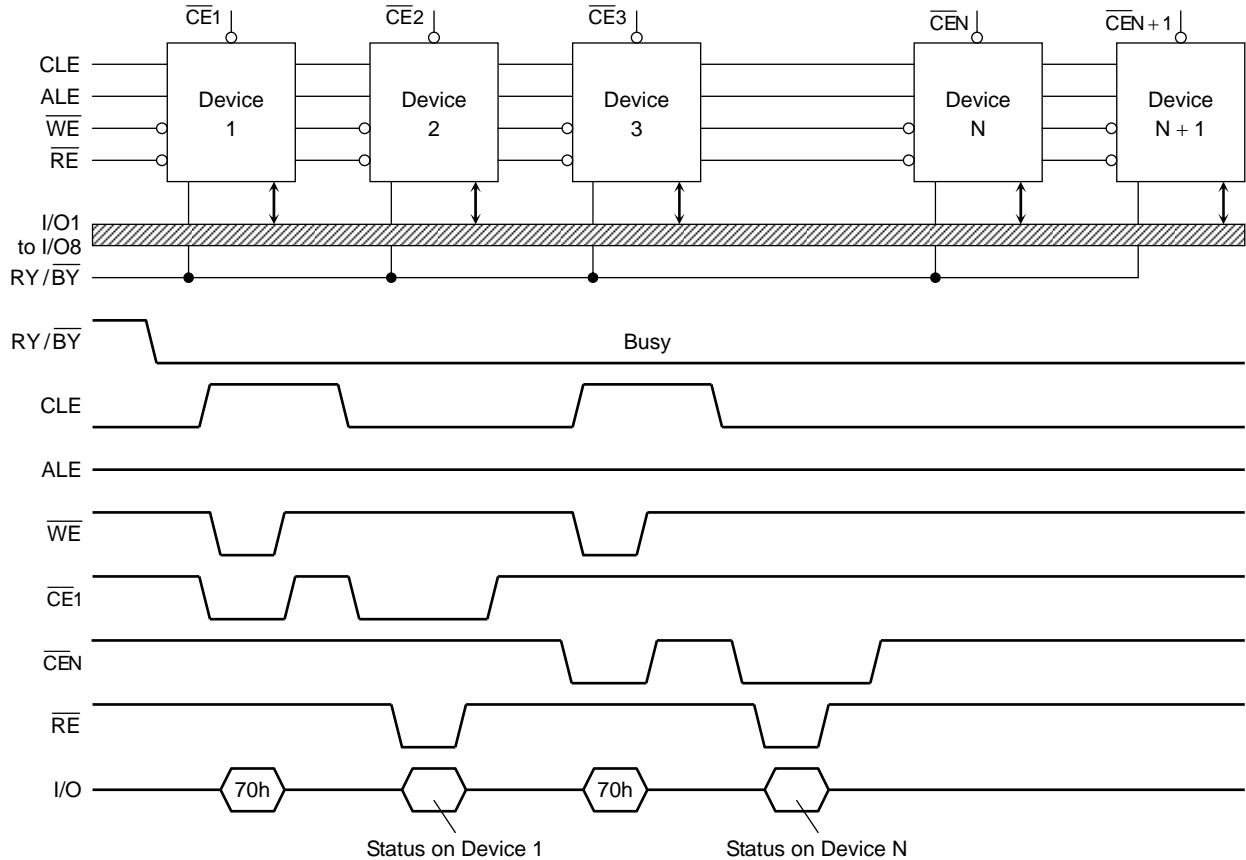 CE1 CE2 CE3 CEN CEN + 1
CLE
ALE
WE
RE
Device 1
Device 2
Device 3
Device N
Device N + 1
I/O1
to I/O8
RY/BY
RY/BY
Busy
CLE
ALE
WE
CE1
CEN
RE
I/O
70h
70h
Status on Device 1
Status on Device N